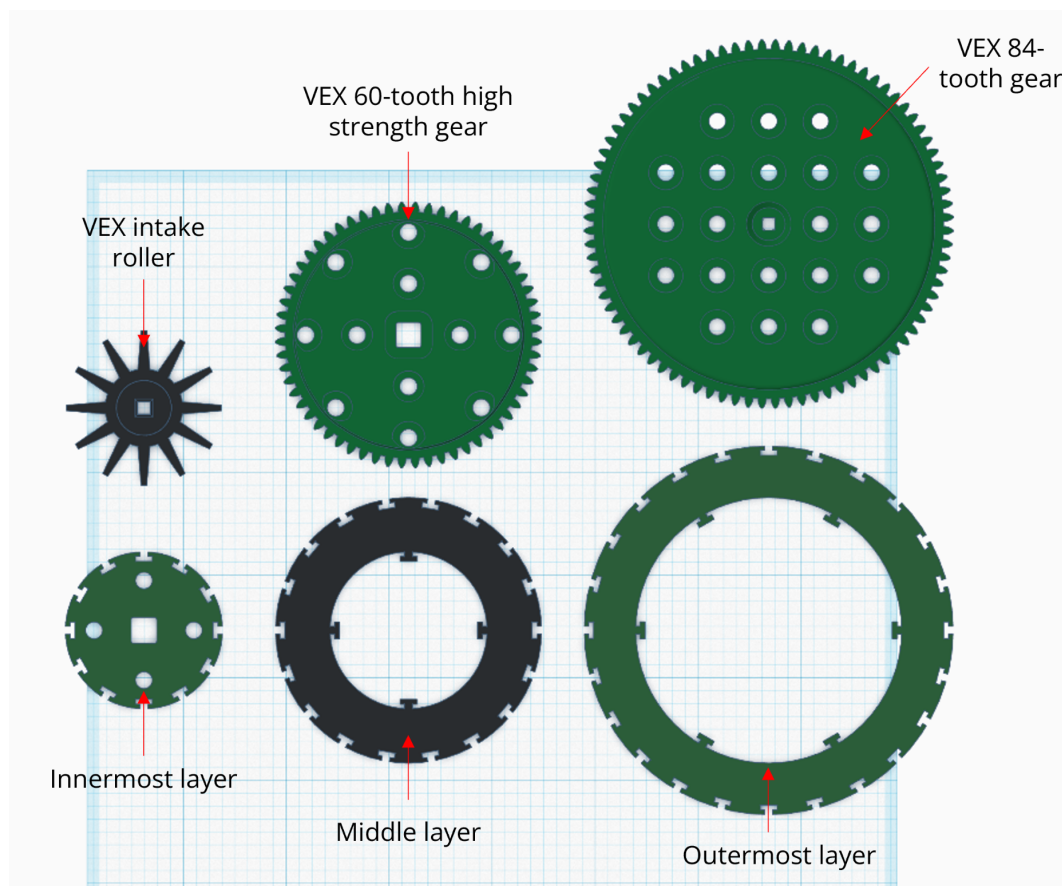 VEX 84-
tooth gear
VEX 60-tooth high
strength gear
VEX intake
roller
Innermost layer
Middle layer
Outermost layer